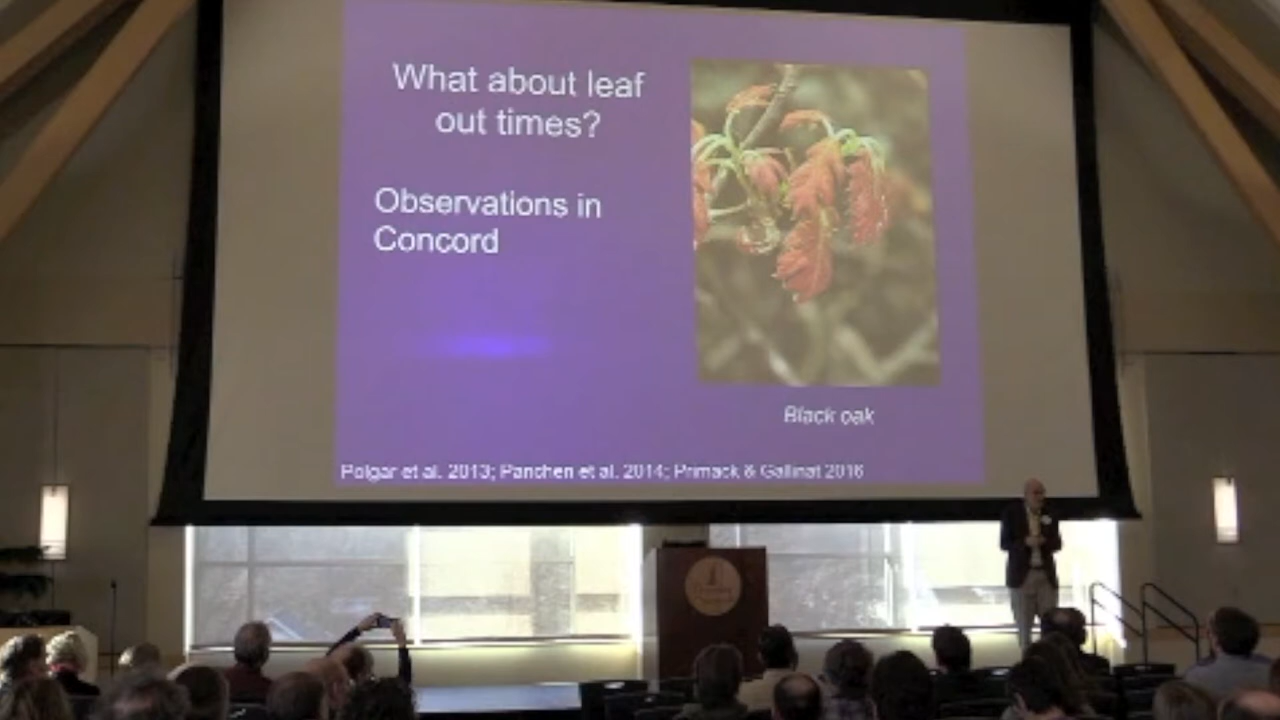 What about leaf
out times?
Observations in
Concord
Black oak
Polgar et al. 2013; Panchen et al. 2014; Primack & Gallinat 2016